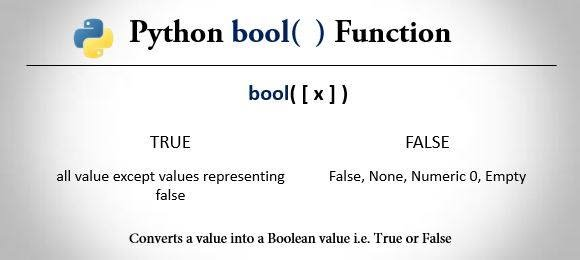 Python bool( ) Function
bool( [ x ] )
TRUE
all value except values representing
false
FALSE
False, None, Numeric 0, Empty
Converts a value into a Boolean value i.e. True or False